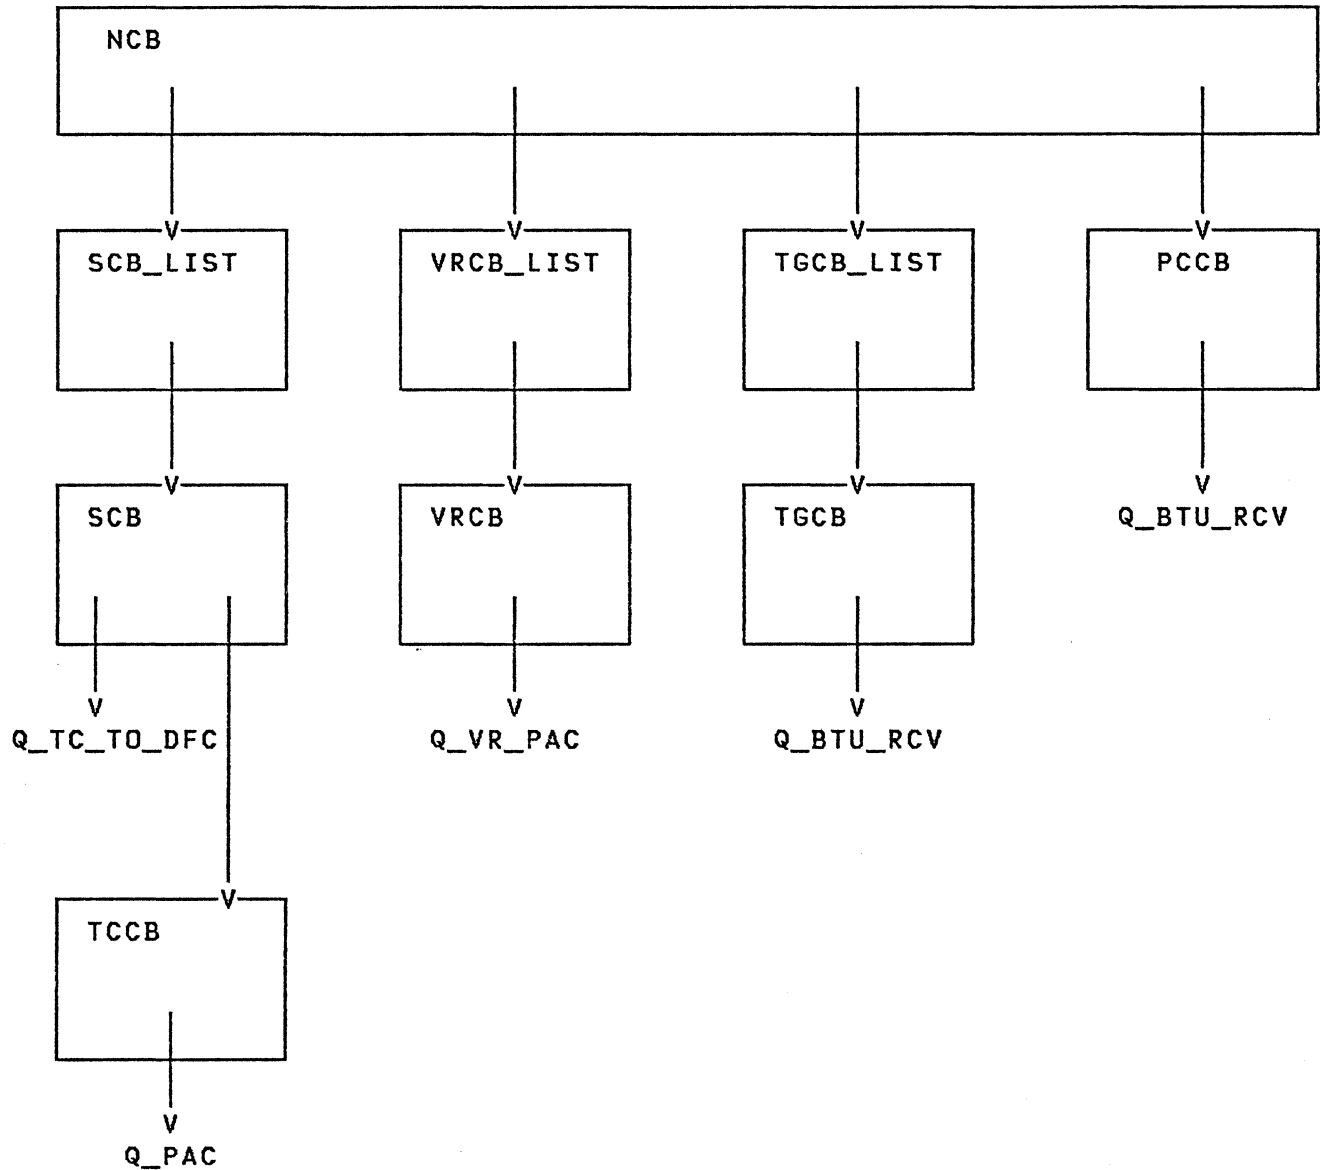 NCB
SCB_LIST
VRCB_LIST
TGCB_LIST
PCCB
SCB
VRCB
TGCB
Q_BTU_RCV
Q_TC_TO_DFC
Q_VR_PAC
Q_BTU_RCV
TCCB
Q_PAC